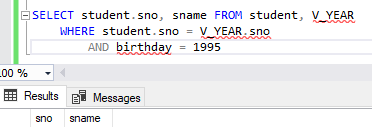 SELECT student.sno, sname FROM student, V_YEAR
WHERE student.sno = V_YEAR.sno
AND birthday = 1995
00 %
Results Messages
sno sname